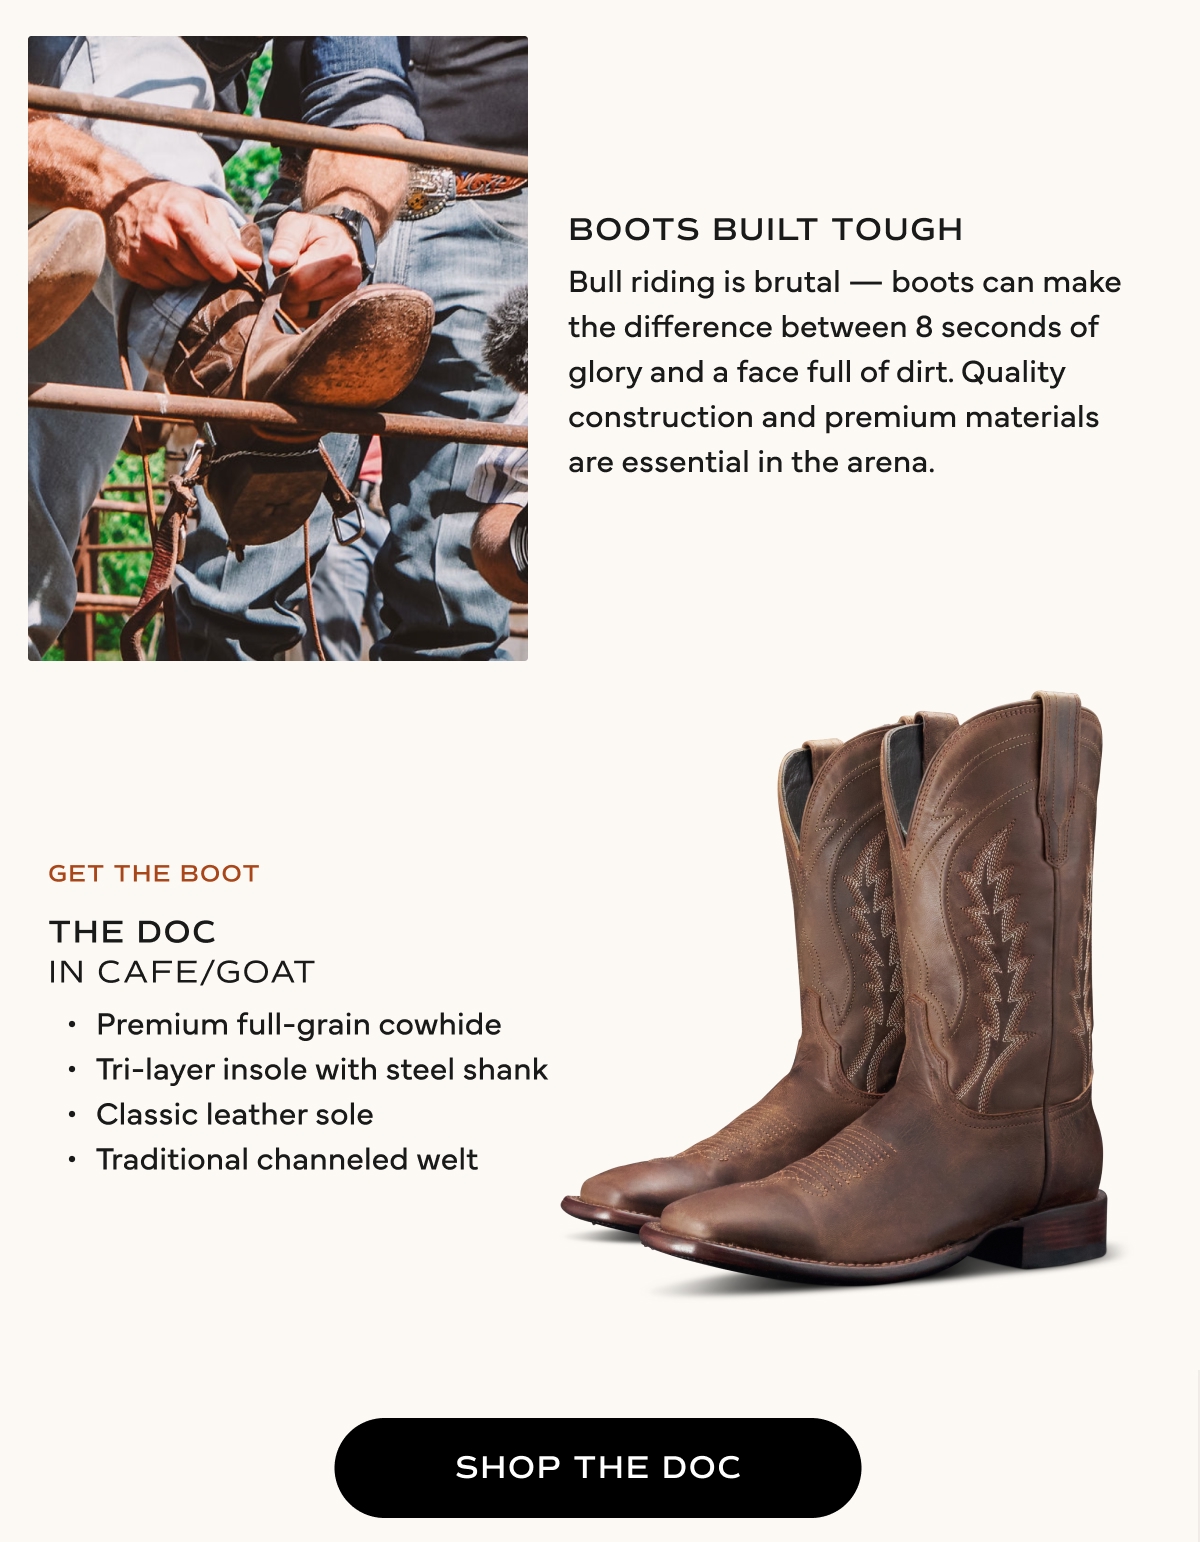 BOOTS BUILT TOUGH
Bull riding is brutal — boots can make
the difference between 8 seconds of
glory and a face full of dirt. Quality
construction and premium materials
are essential in the arena.
GET THE BOOT
THE DOC
IN CAFE/GOAT
• Premium full-grain cowhide
• Tri-layer insole with steel shank
• Classic leather sole
• Traditional channeled welt
SHOP THE DOC